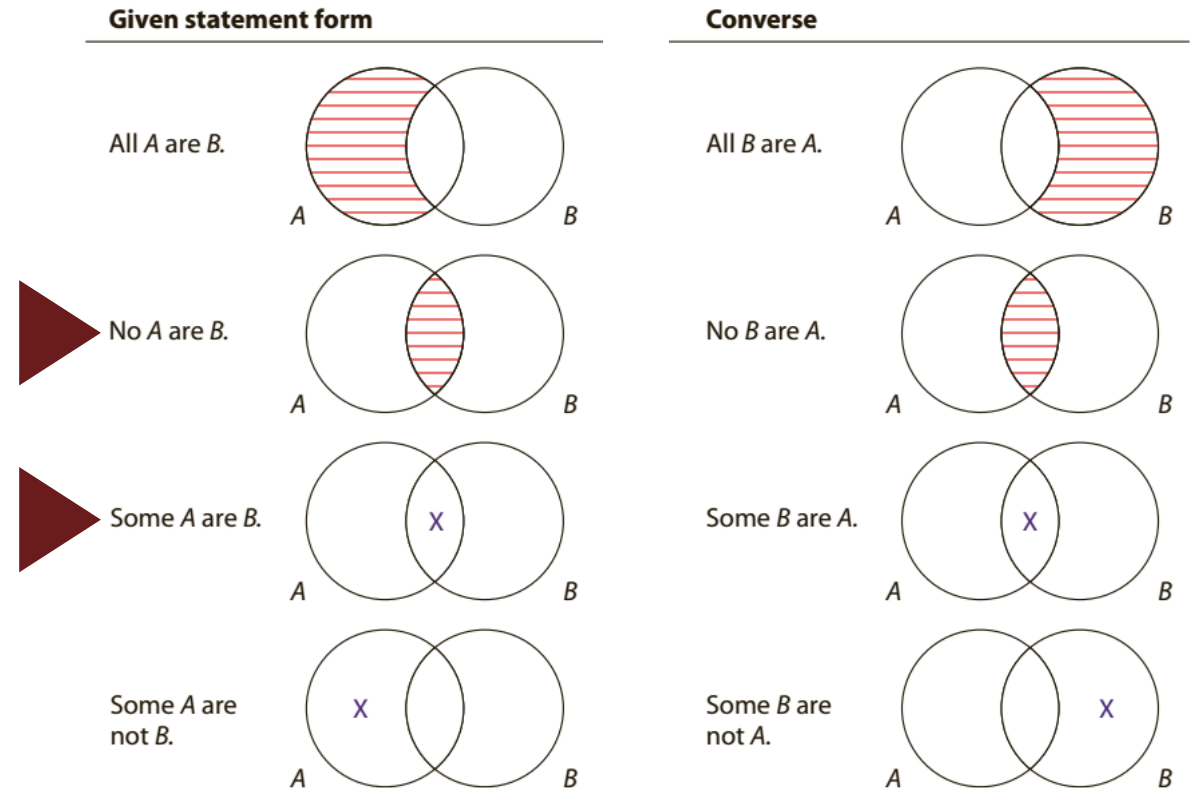 Given statement form
Converse
All A are B.
A
B
All B are A.
A
B
No A are B.
A
B
No B are A.
A
B
Some A are B.
X
A
B
Some B are A.
X
A
B
Some A are
not B.
X
A
B
Some B are
not A.
X
A
B